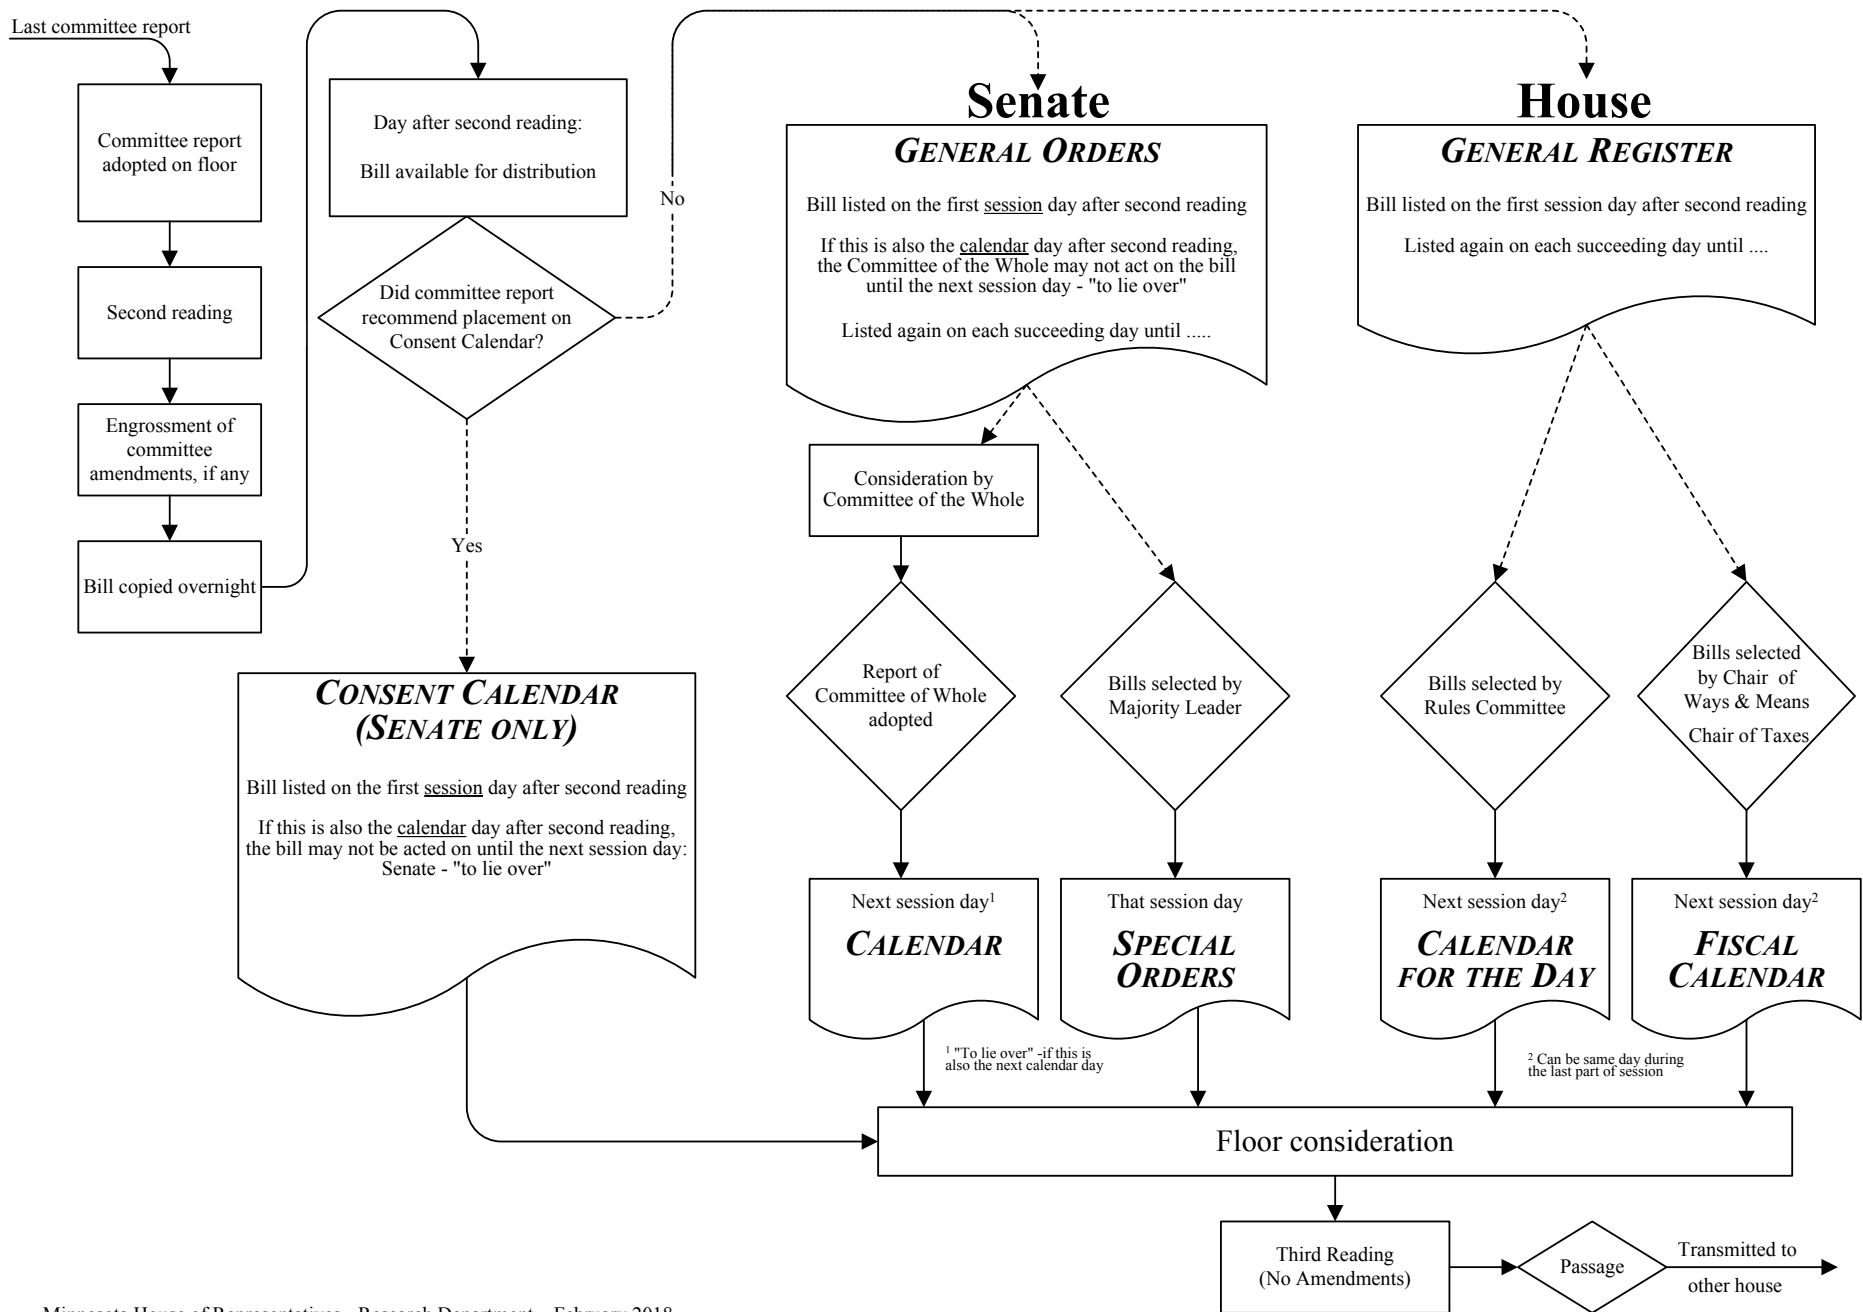 Last committee report
Committee report
adopted on floor
Second reading
Engrossment of
committee
amendments, if any
Bill copied overnight
Day after second reading:
Bill available for distribution
Did committee report
recommend placement on
Consent Calendar?
No
Yes
CONSENT CALENDAR
(SENATE ONLY)
Bill listed on the first session day after second reading
If this is also the calendar day after second reading,
the bill may not be acted on until the next session day:
Senate - "to lie over"
Senate
GENERAL ORDERS
Bill listed on the first session day after second reading
If this is also the calendar day after second reading,
the Committee of the Whole may not act on the bill
until the next session day - "to lie over"
Listed again on each succeeding day until .....
Consideration by
Committee of the Whole
Report of
Committee of Whole
adopted
Bills selected by
Majority Leader
Next session day1
CALENDAR
That session day
SPECIAL
ORDERS
1 "To lie over" -if this is
also the next calendar day
House
GENERAL REGISTER
Bill listed on the first session day after second reading
Listed again on each succeeding day until ....
Bills selected by
Rules Committee
Bills selected
by Chair of
Ways & Means
Chair of Taxes
Next session day2
CALENDAR
FOR THE DAY
Next session day2
FISCAL
CALENDAR
2 Can be same day during
the last part of session
Floor consideration
Third Reading
(No Amendments)
Passage
Transmitted to
other house
Minnesota House of Representatives - Research Department - February 2018